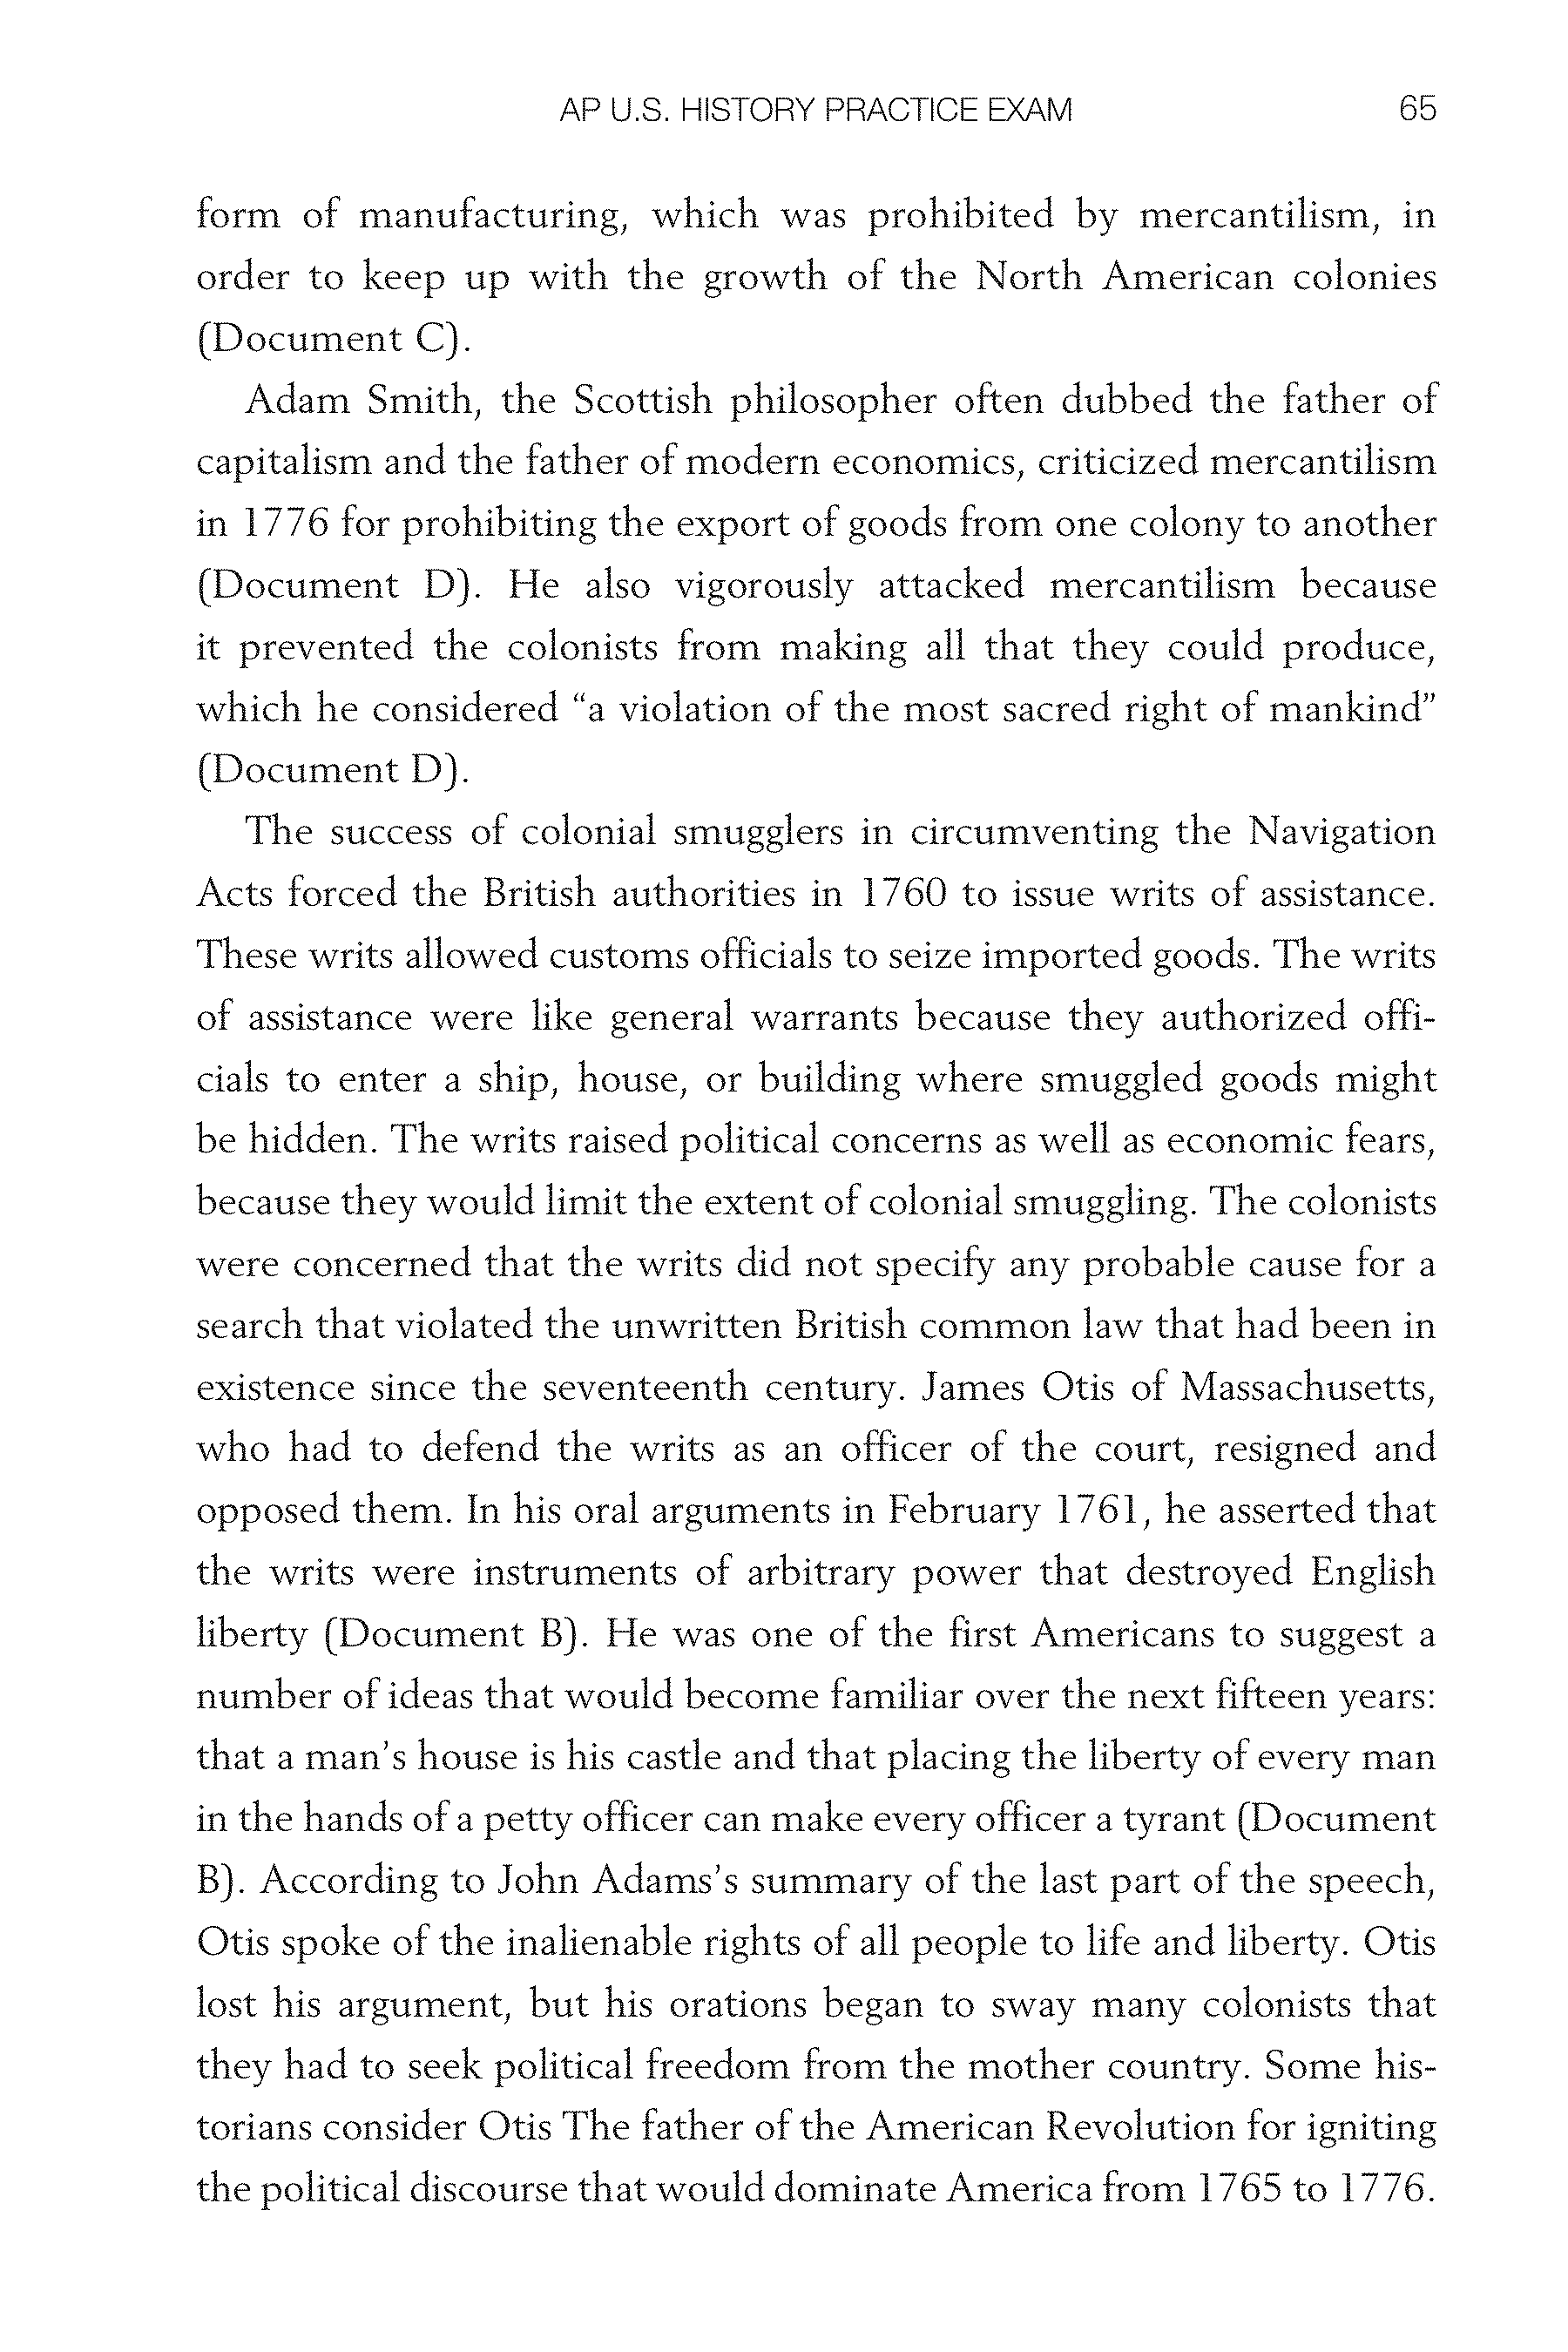 AP U.S. HISTORY PRACTICE EXAM 65
form of manufacturing, which was prohibited by mercantilism, in
order to keep up with the growth of the North American colonies
(Document C).
Adam Smith, the Scottish philosopher often dubbed the father of
capitalism and the father of modern economics, criticized mercantilism
in 1776 for prohibiting the export of goods from one colony to another
(Document D). He also vigorously attacked mercantilism because
it prevented the colonists from making all that they could produce,
which he considered “a violation of the most sacred right of mankind”
(Document D).
The success of colonial smugglers in circumventing the Navigation
Acts forced the British authorities in 1760 to issue writs of assistance.
These writs allowed customs officials to seize imported goods. The writs
of assistance were like general warrants because they authorized offi-
cials to enter a ship, house, or building where smuggled goods might
be hidden. The writs raised political concerns as well as economic fears,
because they would limit the extent of colonial smuggling. The colonists
were concerned that the writs did not specify any probable cause for a
search that violated the unwritten British common law that had been in
existence since the seventeenth century. James Otis of Massachusetts,
who had to defend the writs as an officer of the court, resigned and
opposed them. In his oral arguments in February 1761, he asserted that
the writs were instruments of arbitrary power that destroyed English
liberty (Document B). He was one of the first Americans to suggest a
number of ideas that would become familiar over the next fifteen years:
that a man’s house is his castle and that placing the liberty of every man
in the hands of a petty officer can make every officer a tyrant (Document
B). According to John Adams’s summary of the last part of the speech,
Otis spoke of the inalienable rights of all people to life and liberty. Otis
lost his argument, but his orations began to sway many colonists that
they had to seek political freedom from the mother country. Some his-
torians consider Otis The father of the American Revolution for igniting
the political discourse that would dominate America from 1765 to 1776.